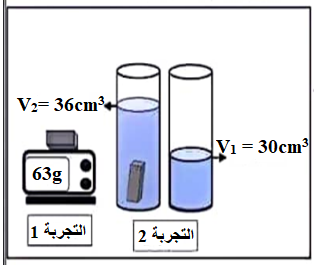 V₂= 36cm³
V₁ = 30cm³
63g
التجربة 1
التجربة 2